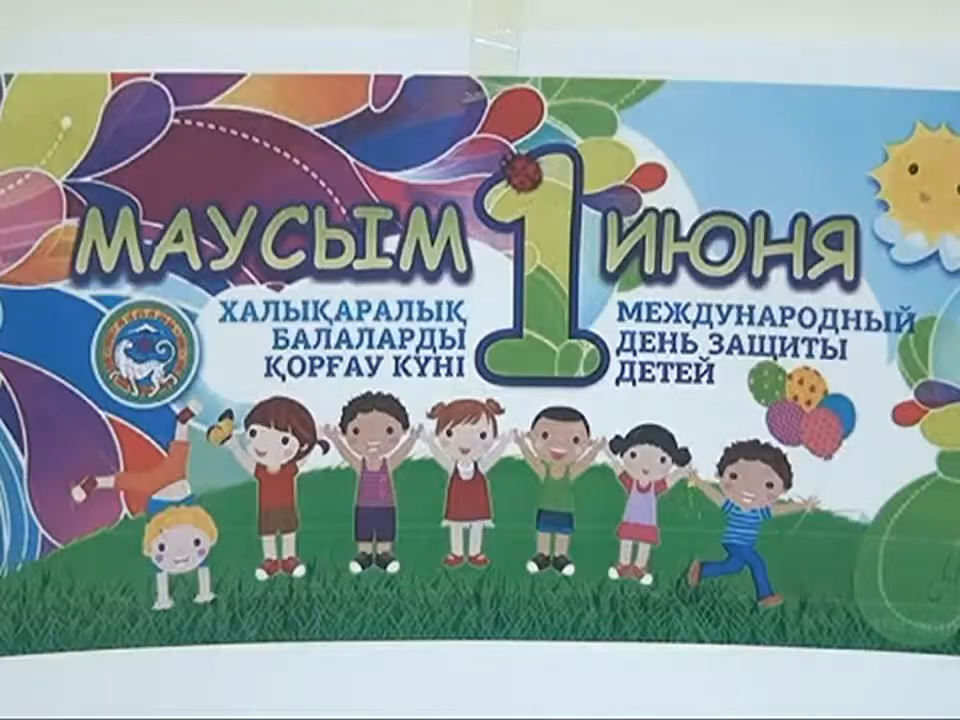 МАУСЫМ 1 ИЮНЯ
ХАЛЫҚАРАЛЫҚ
БАЛАЛАРДЫ
ҚОРҒАУ КҮНІ
МЕЖДУНАРОДНЫЙ
ДЕНЬ ЗАЩИТЫ
ДЕТЕЙ